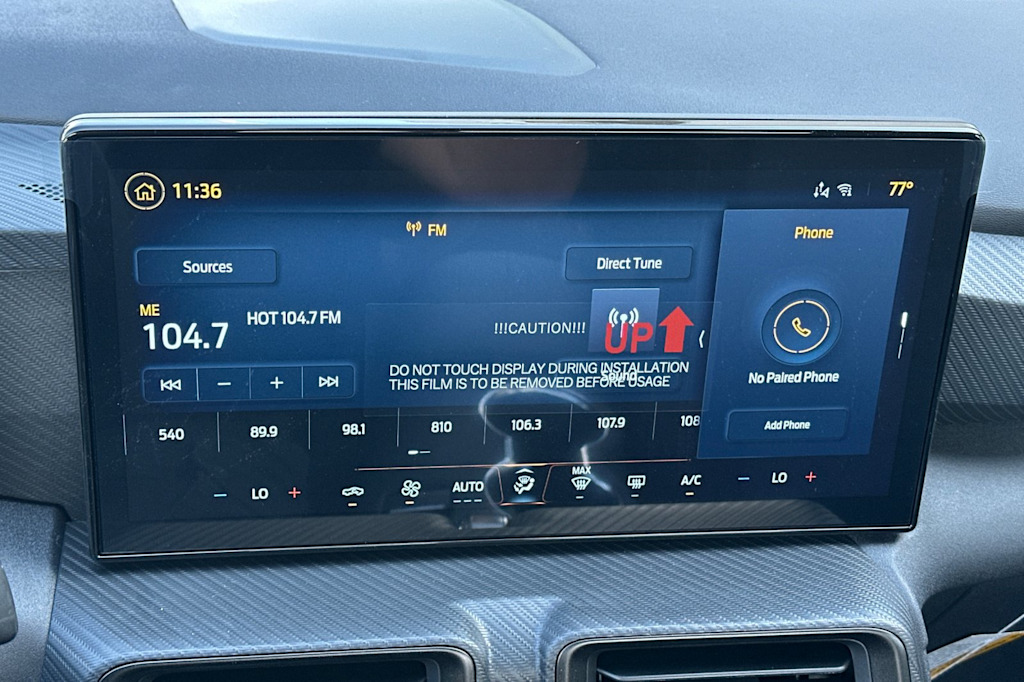 11:36
77°
FM
Phone
Sources
Direct Tune
ME
104.7
HOT 104.7 FM
!!!CAUTION!!!
UP
DO NOT TOUCH DISPLAY DURING INSTALLATION
THIS FILM IS TO BE REMOVED BEFORE USAGE
Sound
No Paired Phone
Add Phone
540
89.9
98.1
810
106.3
107.9
108
LO
AUTO
MAX
A/C
LO